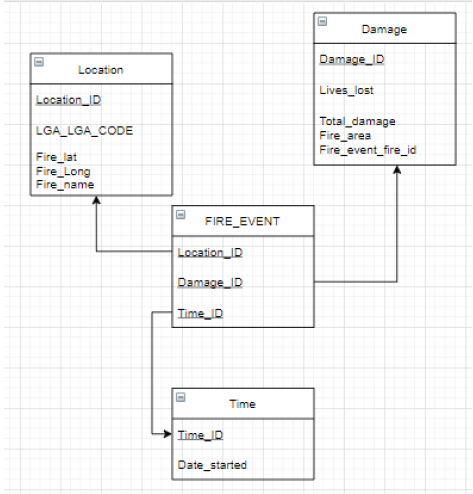 Damage
Damage_ID
Lives_lost
Total_damage
Fire_area
Fire_event_fire_id
Location
Location_ID
LGA_LGA_CODE
Fire_lat
Fire_Long
Fire_name
FIRE_EVENT
Location_ID
Damage_ID
Time_ID
Time
Time_ID
Date_started